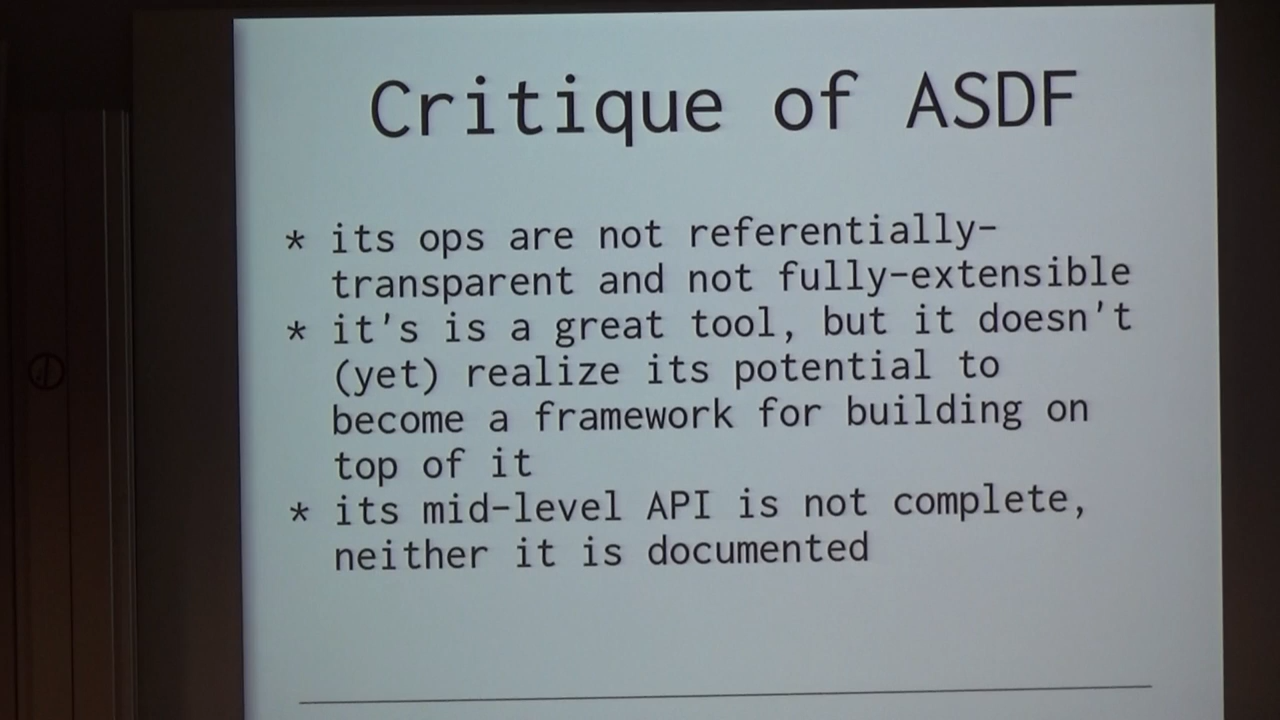 Critique of ASDF
* its ops are not referentially-
transparent and not fully-extensible
* it's is a great tool, but it doesn't
(yet) realize its potential to
become a framework for building on
top of it
* its mid-level API is not complete,
neither it is documented